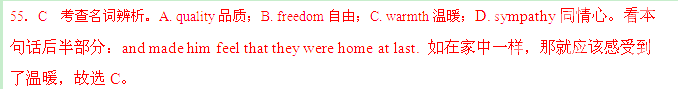 55．C　考查名词辨析。A. quality 品质；B. freedom 自由；C. warmth 温暖；D. sympathy 同情心。看本
句话后半部分：and made him feel that they were home at last. 如在家中一样，那就应该感受到
了温暖，故选 C。